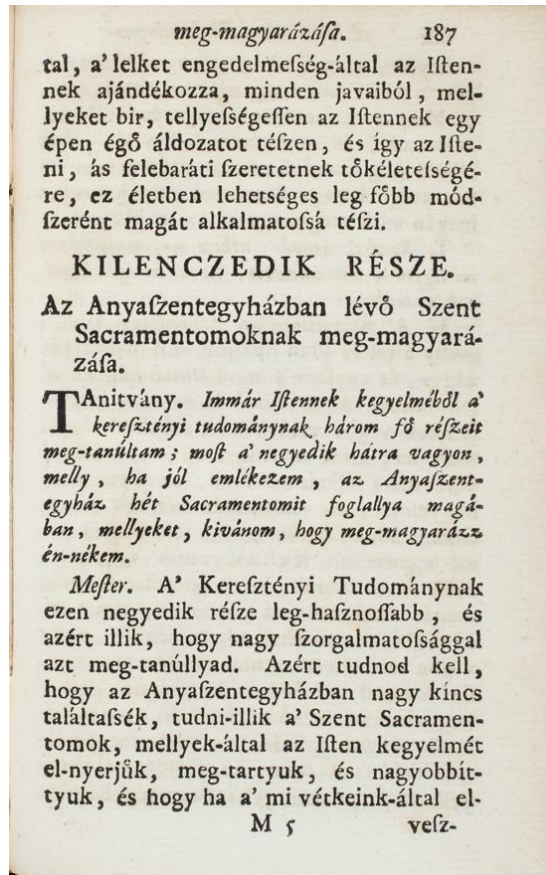 meg-magyarázáſa. 187
tal, a' lelket engedelmeſség-által az Iſten-
nek ajándékozza, minden javaiból, mel-
lyeket bir, tellyeſségeſſen az Iſtennek egy
épen égő áldozatot tészen, és így az Iſte-
ni, ás felebaráti ſzeretetnek tőkéleteſségé-
re, ez életben lehetséges leg főbb mód-
ſzerént magát alkalmatoſsá téſzi.
KILENCZEDIK RÉSZE.
Az Anyaſzentegyházban lévő Szent
Sacramentomoknak meg-magyará-
záſa.
TAnitvány. Immár Iſtennek kegyelméből a'
kereſztényi tudománynak három fő réſzeit
meg-tanúltam; moſt a' negyedik hátra vagyon,
melly, ha jól emlékezem, az Anyaſzent-
egyház hét Sacramentomit foglallya magá-
ban, mellyeket, kivánom, hogy meg-magyarázz
én-nékem.
Meſter. A' Kereſztényi Tudománynak
ezen negyedik réſze leg-haſznoſſabb, és
azért illik, hogy nagy ſzorgalmatoſsággal
azt meg-tanúllyad. Azért tudnod kell,
hogy az Anyaſzentegyházban nagy kíncs
találtaſsék, tudni-illik a' Szent Sacramen-
tomok, mellyek-által az Iſten kegyelmét
el-nyerjük, meg-tartyuk, és nagyobbít-
tyuk, és hogy ha a' mi vétkeink-által el-
M 5 veſz-